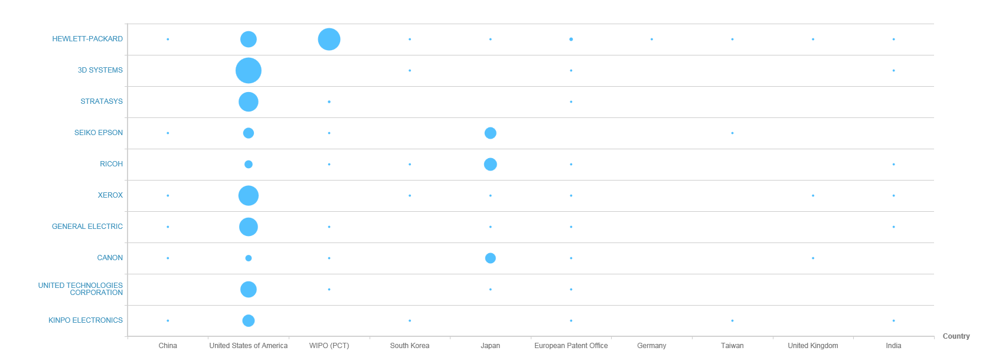 HEWLETT-PACKARD
3D SYSTEMS
STRATASYS
SEIKO EPSON
RICOH
XEROX
GENERAL ELECTRIC
CANON
UNITED TECHNOLOGIES
CORPORATION
KINPO ELECTRONICS
China United States of America WIPO (PCT) South Korea Japan European Patent Office Germany Taiwan United Kingdom India
Country